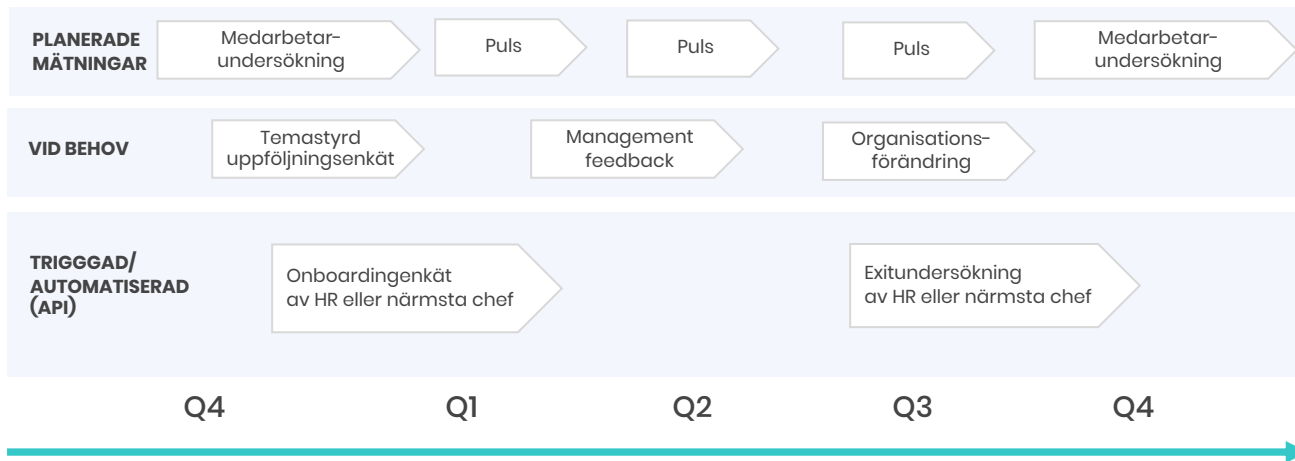 PLANERADE
MÄTNINGAR
Medarbetar-
undersökning
Puls
Puls
Puls
Medarbetar-
undersökning
VID BEHOV
Temastyrd
uppföljningsenkät
Management
feedback
Organisations-
förändring
TRIGGGAD/
AUTOMATISERAD
(API)
Onboardingenkät
av HR eller närmsta chef
Exitundersökning
av HR eller närmsta chef
Q4
Q1
Q2
Q3
Q4